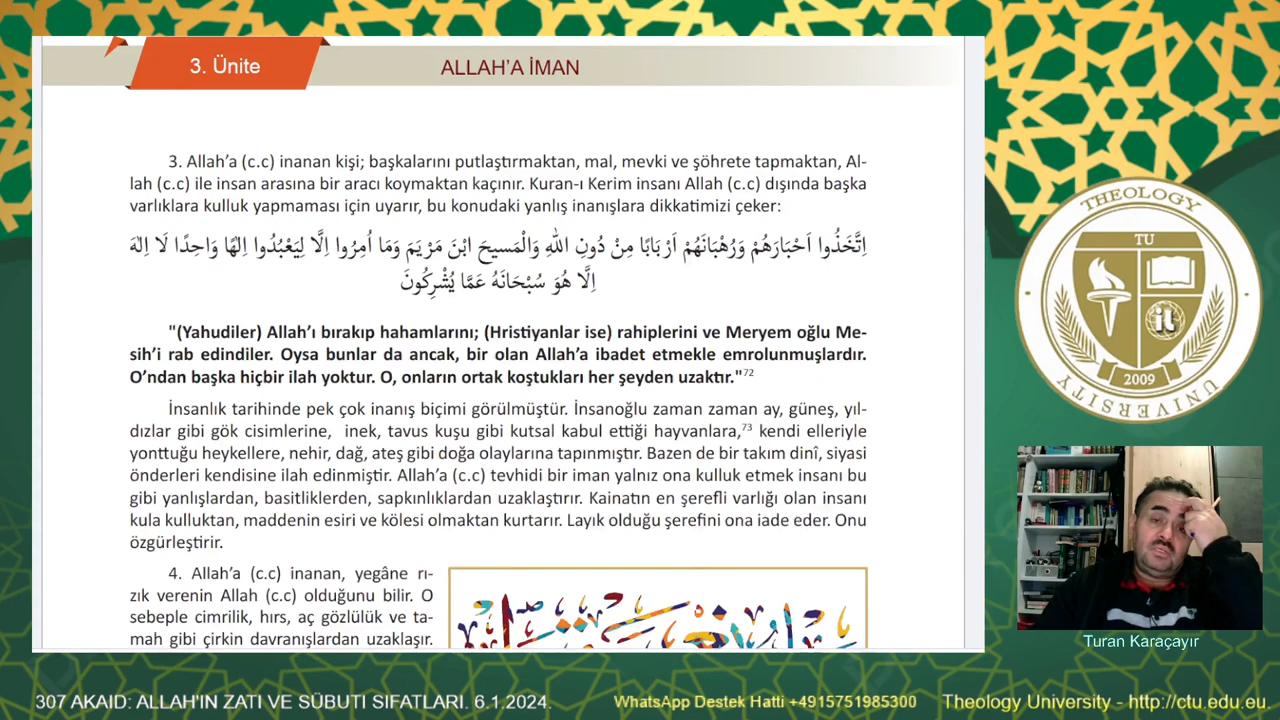 3. Ünite
ALLAH’A İMAN
3. Allah’a (c.c) inanan kişi; başkalarını putlaştırmaktan, mal, mevki ve şöhrete tapmaktan, Al-
lah (c.c) ile insan arasına bir aracı koymaktan kaçınır. Kuran-ı Kerim insanı Allah (c.c) dışında başka
varlıklara kulluk yapmaması için uyarır, bu konudaki yanlış inanışlara dikkatimizi çeker:
اِتَّخَذُوا اَحْبَارَهُمْ وَرُهْبَانَهُمْ اَرْبَابًا مِنْ دُونِ اللهِ وَالْمَسيحَ ابْنَ مَرْيَمَ وَمَا اُمِرُوا اِلَّا لِيَعْبُدُوا اِلٰهًا وَاحِدًا لَا اِلٰهَ
اِلَّا هُوَ سُبْحَانَهُ عَمَّا يُشْرِكُونَ
"(Yahudiler) Allah’ı bırakıp hahamlarını; (Hristiyanlar ise) rahiplerini ve Meryem oğlu Me-
sih’i rab edindiler. Oysa bunlar da ancak, bir olan Allah’a ibadet etmekle emrolunmuşlardır.
O’ndan başka hiçbir ilah yoktur. O, onların ortak koştukları her şeyden uzaktır."72
İnsanlık tarihinde pek çok inanış biçimi görülmüştür. İnsanoğlu zaman zaman ay, güneş, yıl-
dızlar gibi gök cisimlerine, inek, tavus kuşu gibi kutsal kabul ettiği hayvanlara,73 kendi elleriyle
yonttuğu heykellere, nehir, dağ, ateş gibi doğa olaylarına tapınmıştır. Bazen de bir takım dinî, siyasi
önderleri kendisine ilah edinmiştir. Allah’a (c.c) tevhidi bir iman yalnız ona kulluk etmek insanı bu
gibi yanlışlardan, basitliklerden, sapkınlıklardan uzaklaştırır. Kainatın en şerefli varlığı olan insanı
kula kulluktan, maddenin esiri ve kölesi olmaktan kurtarır. Layık olduğu şerefini ona iade eder. Onu
özgürleştirir.
4. Allah’a (c.c) inanan, yegâne rı-
zık verenin Allah (c.c) olduğunu bilir. O
sebeple cimrilik, hırs, aç gözlülük ve ta-
mah gibi çirkin davranışlardan uzaklaşır.
THEOLOGY
TU
2009
UNIVERSITY
Turan Karaçayır
307 AKAID: ALLAH'IN ZATI VE SÜBUTI SIFATLARI. 6.1.2024.
WhatsApp Destek Hatti +4915751985300
Theology University - http://ctu.edu.eu.